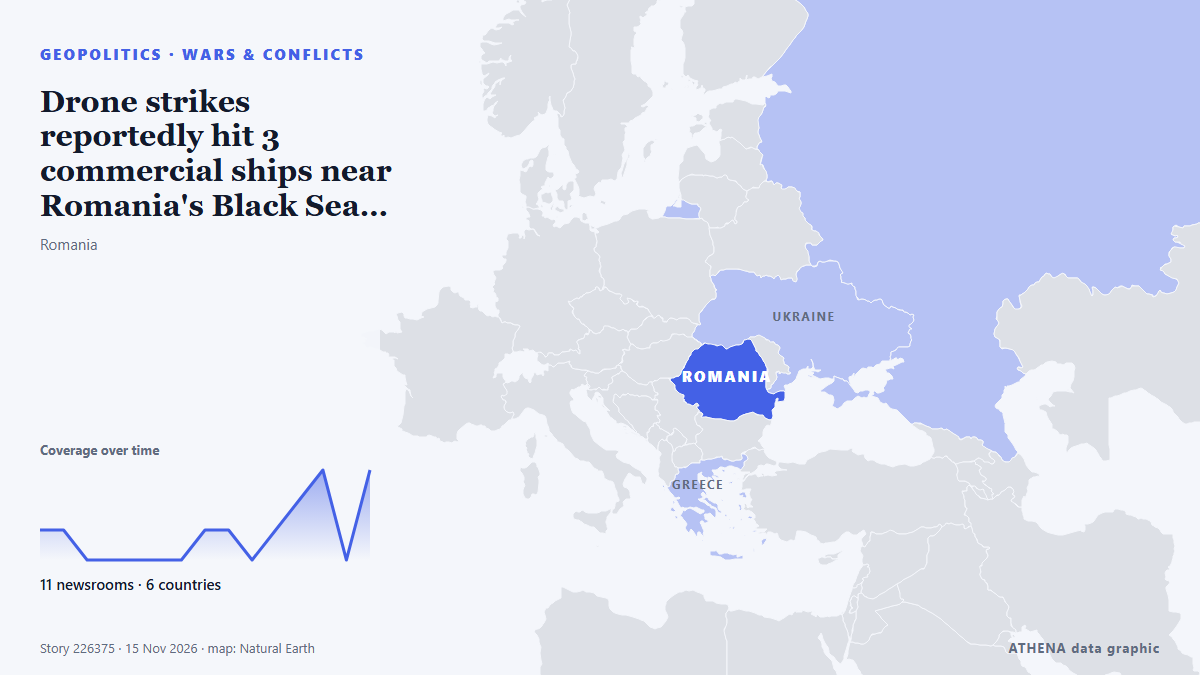 GEOPOLITICS · WARS & CONFLICTS
Drone strikes
reportedly hit 3
commercial ships near
Romania's Black Sea…
Romania
UKRAINE
ROMANIA
GREECE
Coverage over time
11 newsrooms · 6 countries
Story 226375 · 15 Nov 2026 · map: Natural Earth
ATHENA data graphic